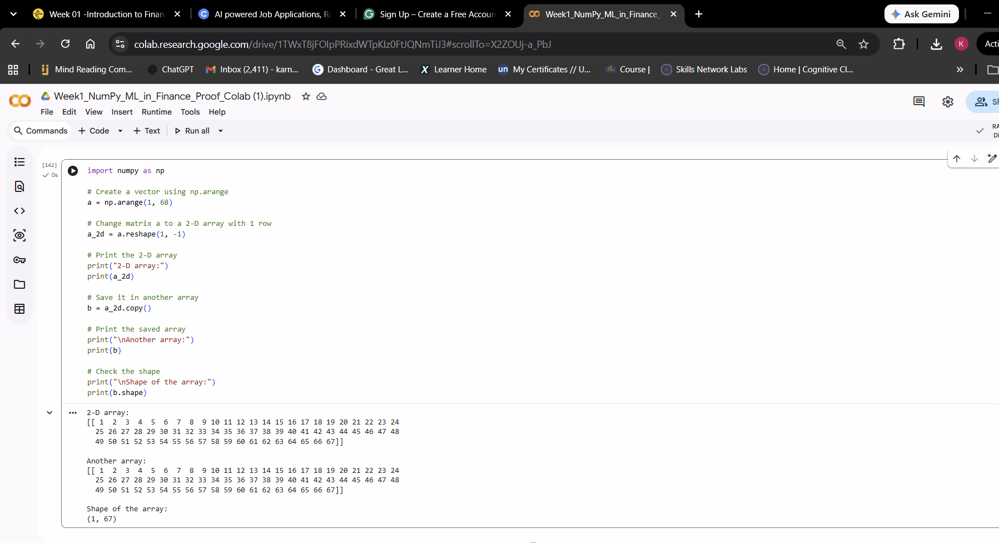 Week 01 -Introduction to Finan
AI powered Job Applications, Re
Sign Up – Create a Free Accoun
Week1_NumPy_ML_in_Finance_
Ask Gemini
colab.research.google.com/drive/1TWxT8jFOIpPRixdWTpKIz0FtJQNmTiJ3#scrollTo=X2ZOUj-a_PbJ
K
Acti
Mind Reading Com...
ChatGPT
Inbox (2,411) - karn...
Dashboard - Great L...
Learner Home
un
My Certificates // U...
Course |
Skills Network Labs
Home | Cognitive Cl...
Week1_NumPy_ML_in_Finance_Proof_Colab (1).ipynb
File Edit View Insert Runtime Tools Help
Sh
Commands + Code + Text Run all
RA
Di
[142]
0s
import numpy as np
# Create a vector using np.arange
a = np.arange(1, 68)
# Change matrix a to a 2-D array with 1 row
a_2d = a.reshape(1, -1)
# Print the 2-D array
print("2-D array:")
print(a_2d)
# Save it in another array
b = a_2d.copy()
# Print the saved array
print("\nAnother array:")
print(b)
# Check the shape
print("\nShape of the array:")
print(b.shape)
2-D array:
[[ 1 2 3 4 5 6 7 8 9 10 11 12 13 14 15 16 17 18 19 20 21 22 23 24
25 26 27 28 29 30 31 32 33 34 35 36 37 38 39 40 41 42 43 44 45 46 47 48
49 50 51 52 53 54 55 56 57 58 59 60 61 62 63 64 65 66 67]]
Another array:
[[ 1 2 3 4 5 6 7 8 9 10 11 12 13 14 15 16 17 18 19 20 21 22 23 24
25 26 27 28 29 30 31 32 33 34 35 36 37 38 39 40 41 42 43 44 45 46 47 48
49 50 51 52 53 54 55 56 57 58 59 60 61 62 63 64 65 66 67]]
Shape of the array:
(1, 67)